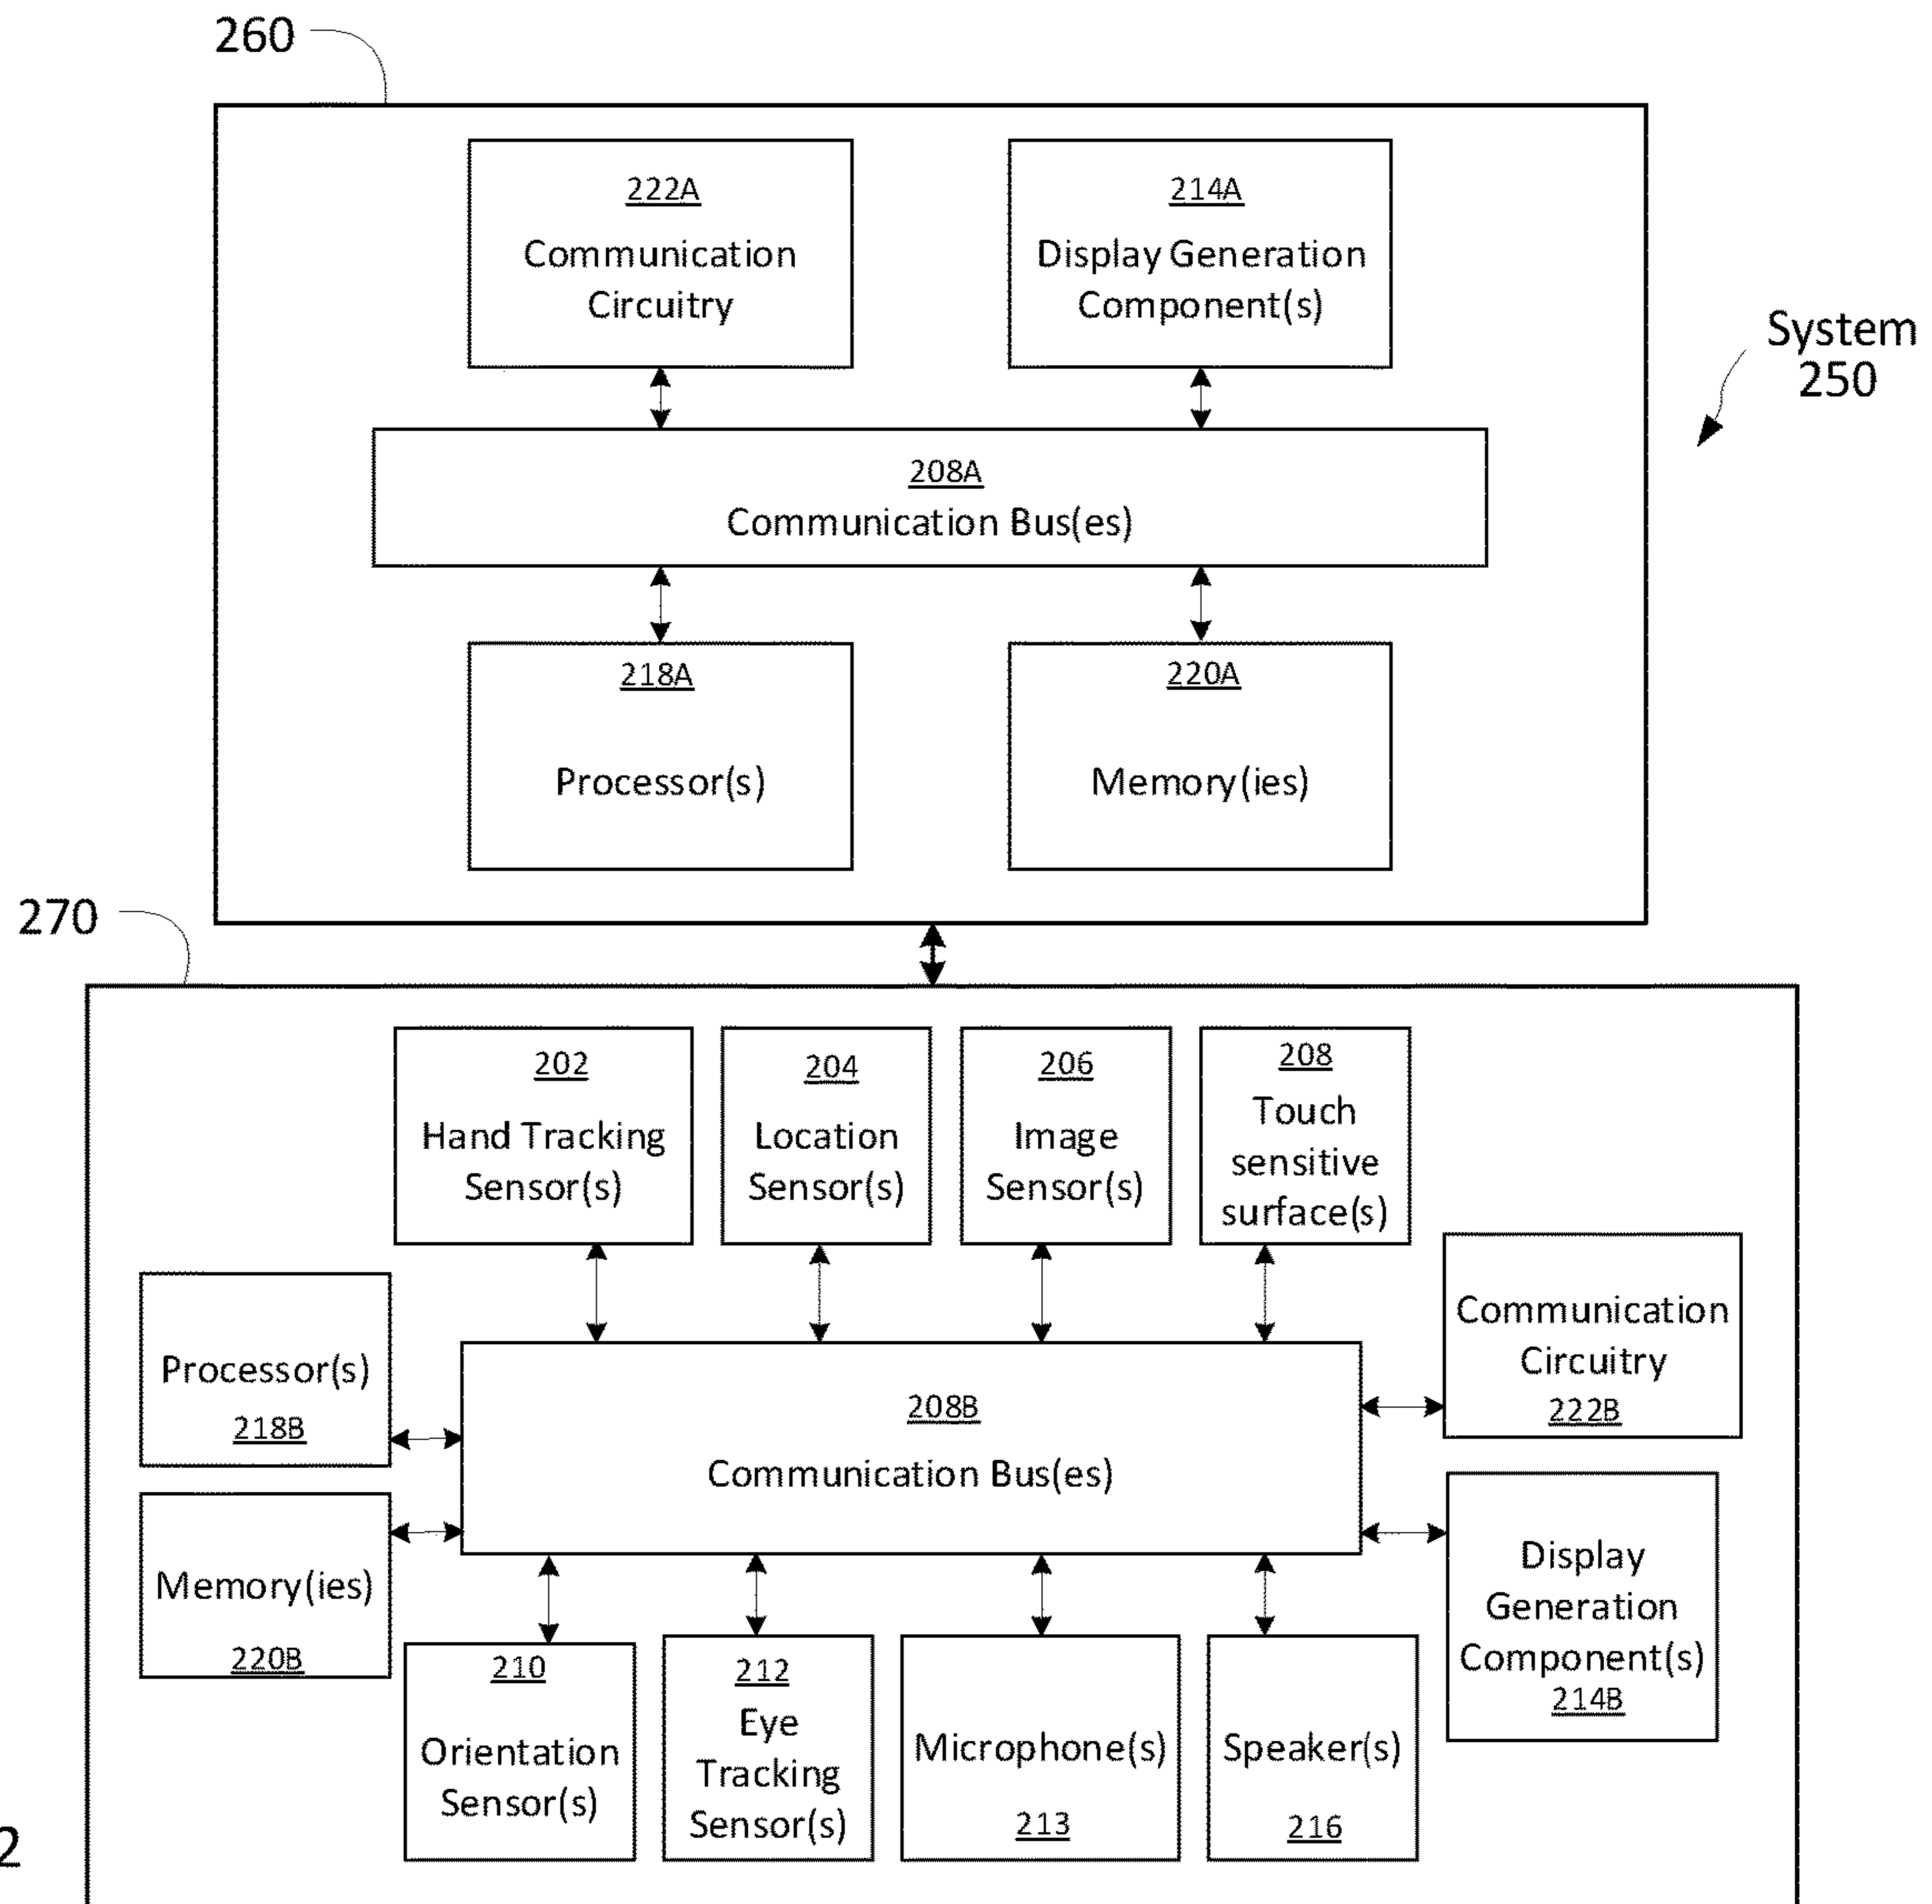 260
222A
Communication
Circuitry
214A
Display Generation
Component(s)
System
250
208A
Communication Bus(es)
218A
Processor(s)
220A
Memory(ies)
270
202
Hand Tracking
Sensor(s)
204
Location
Sensor(s)
206
Image
Sensor(s)
208
Touch
sensitive
surface(s)
Processor(s)
218B
208B
Communication Bus(es)
Communication
Circuitry
222B
Memory(ies)
220B
Display
Generation
Component(s)
214B
210
Orientation
Sensor(s)
212
Eye
Tracking
Sensor(s)
Microphone(s)
213
Speaker(s)
216
2